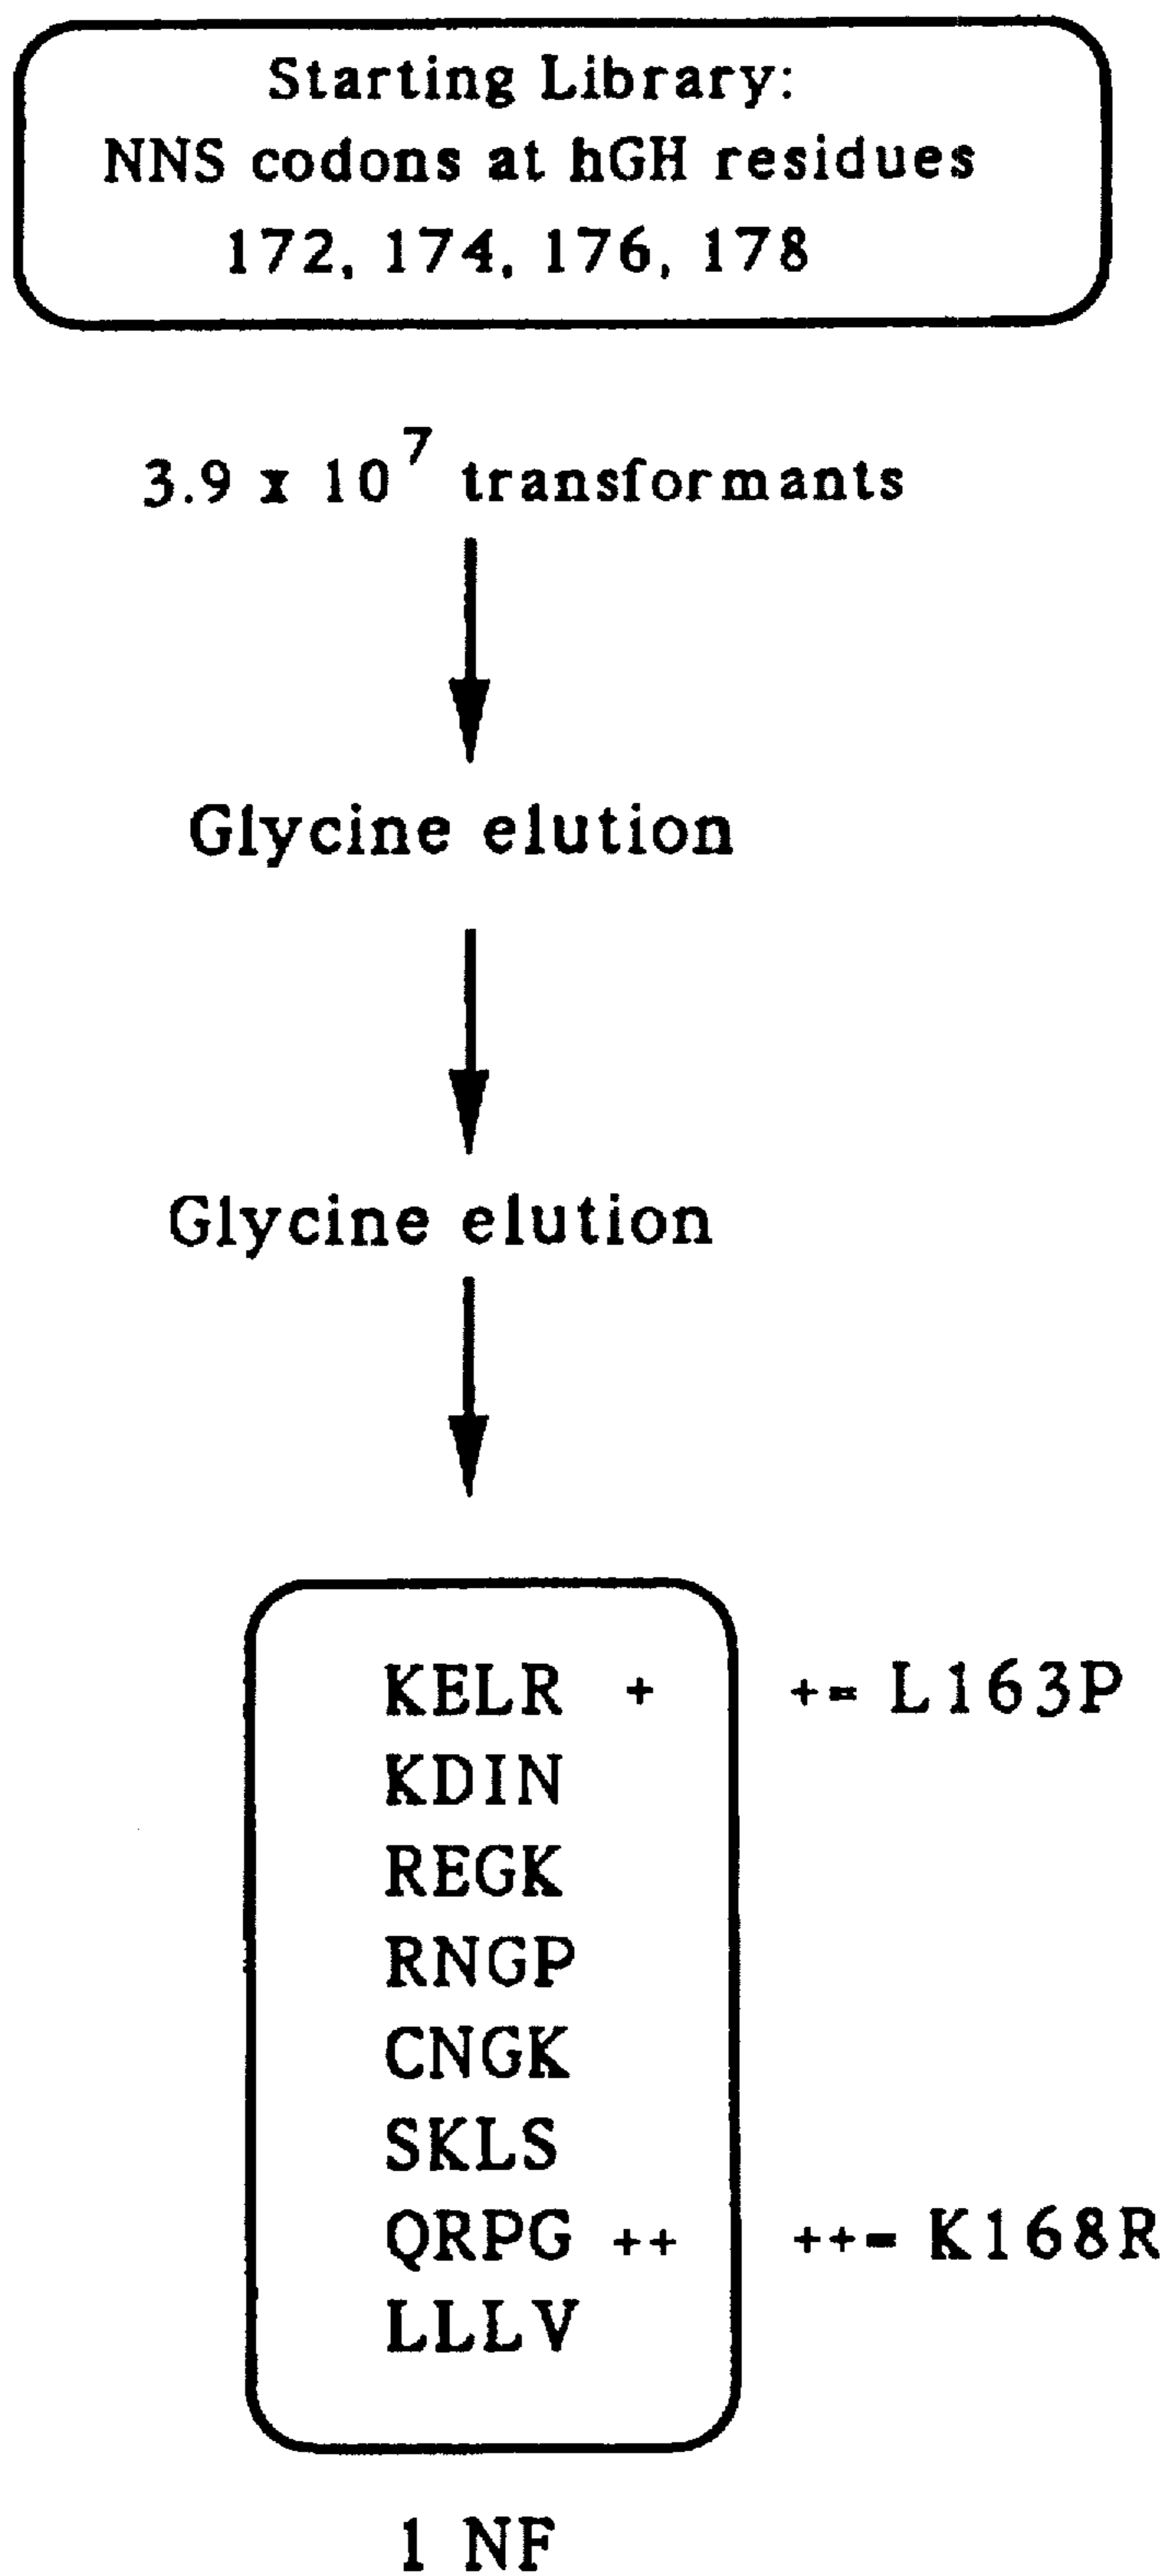 Starting Library:
NNS codons at hGH residues
172, 174, 176, 178
3.9 x 10^7 transformants
Glycine elution
Glycine elution
KELR + += L163P
KDIN
REGK
RNGP
CNGK
SKLS
QRPG ++ ++= K168R
LLLV
1 NF